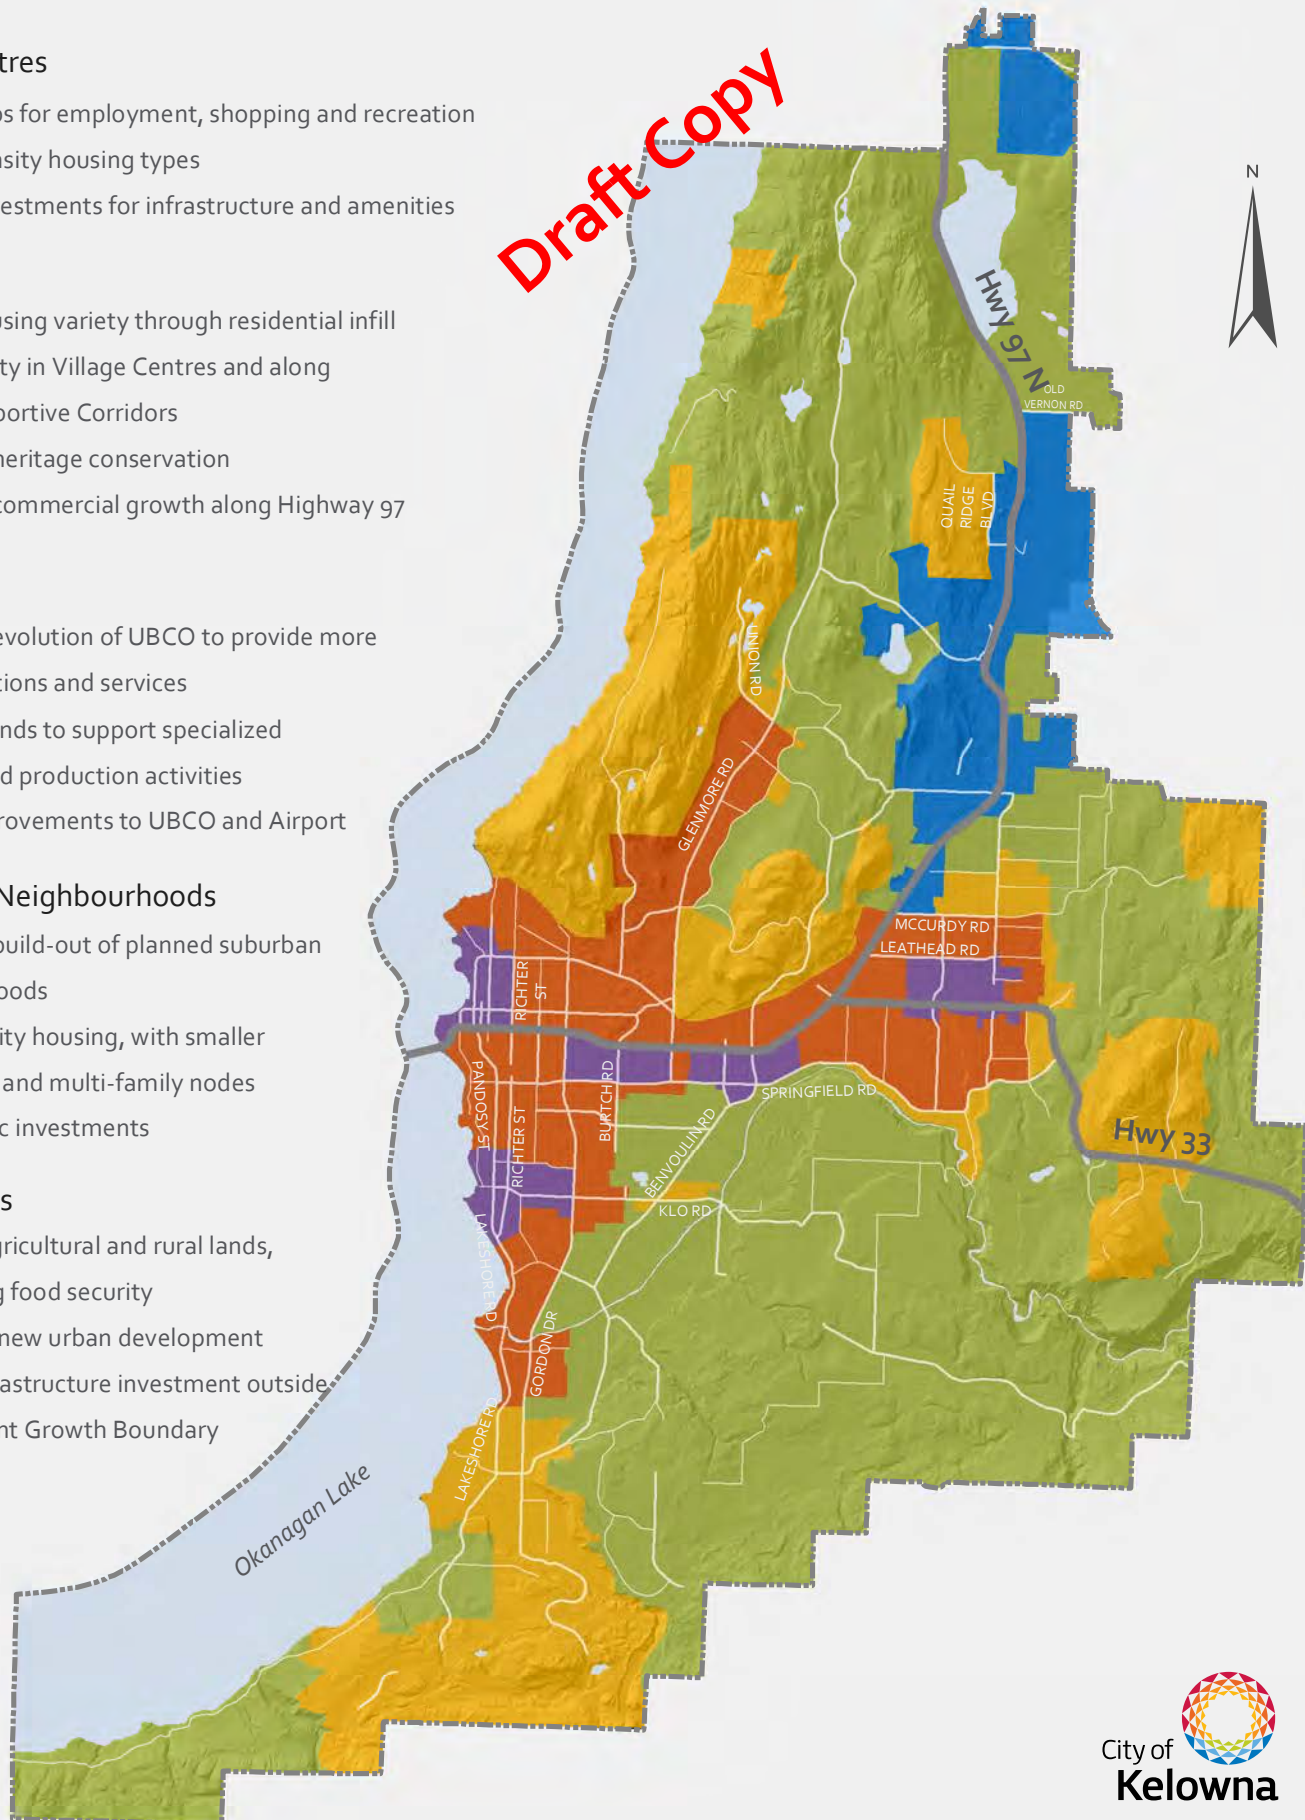 tres
s for employment, shopping and recreation
sity housing types
estments for infrastructure and amenities
using variety through residential infill
ty in Village Centres and along
portive Corridors
heritage conservation
commercial growth along Highway 97
evolution of UBCO to provide more
tions and services
nds to support specialized
d production activities
rovements to UBCO and Airport
Neighbourhoods
build-out of planned suburban
oods
ity housing, with smaller
and multi-family nodes
c investments
s
gricultural and rural lands,
g food security
new urban development
astructure investment outside
nt Growth Boundary
Draft Copy
N
Hwy 97 N
OLD
VERNON RD
QUAIL
RIDGE
BLVD
UNION RD
GLENMORE RD
MCCURDY RD
LEATHEAD RD
RICHTER
ST
PANDOSY ST
RICHTER ST
BURTCH RD
SPRINGFIELD RD
BENVOULIN RD
KLO RD
Hwy 33
LAKESHORE RD
GORDON DR
LAKESHORE RD
Okanagan Lake
City of
Kelowna